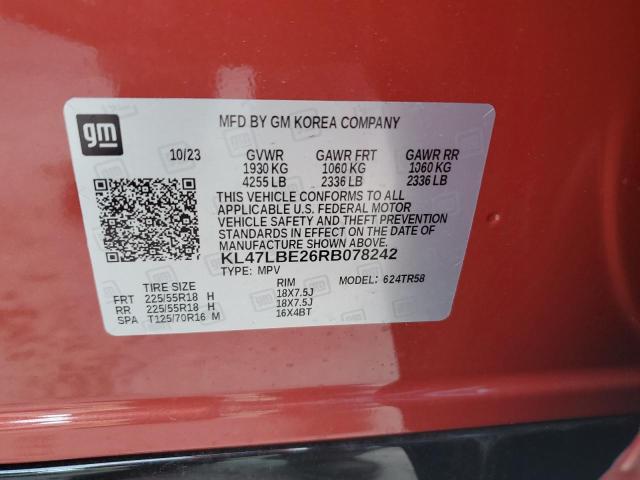 gm
MFD BY GM KOREA COMPANY
10/23 GVWR GAWR FRT GAWR RR
1930 KG 1060 KG 1060 KG
4255 LB 2336 LB 2336 LB
THIS VEHICLE CONFORMS TO ALL
APPLICABLE U.S. FEDERAL MOTOR
VEHICLE SAFETY AND THEFT PREVENTION
STANDARDS IN EFFECT ON THE DATE OF
MANUFACTURE SHOWN ABOVE.
KL47LBE26RB078242
TYPE: MPV MODEL: 624TR58
TIRE SIZE RIM
FRT 225/55R18 H 18X7.5J
RR 225/55R18 H 18X7.5J
SPA T125/70R16 M 16X4BT